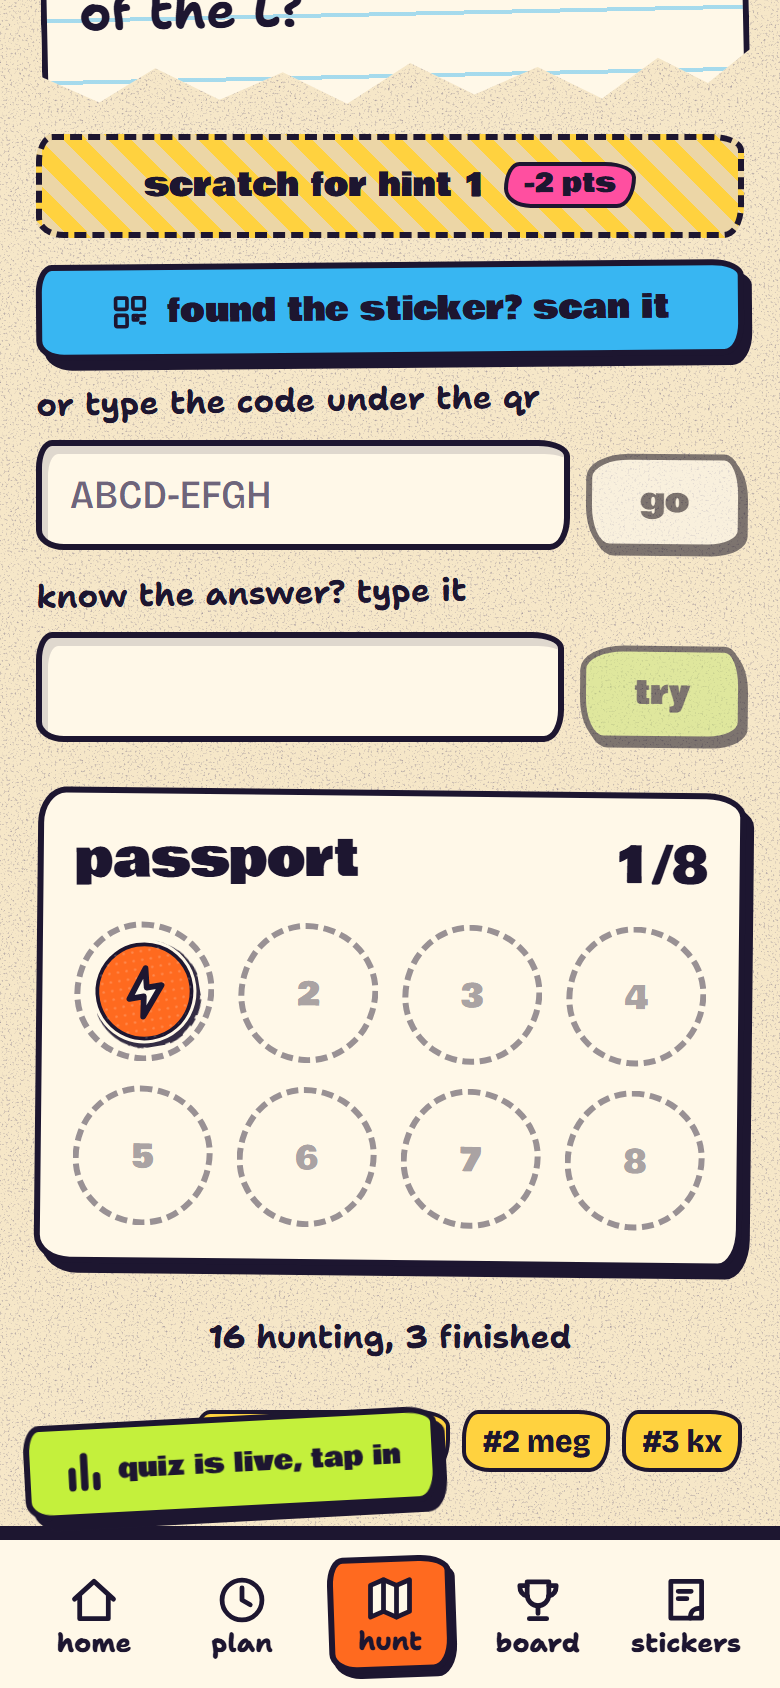 of the L?
scratch for hint 1 -2 pts
found the sticker? scan it
or type the code under the qr
ABCD-EFGH go
know the answer? type it
try
passport 1/8
2 3 4
5 6 7 8
16 hunting, 3 finished
#2 meg #3 kx
quiz is live, tap in
home plan hunt board stickers